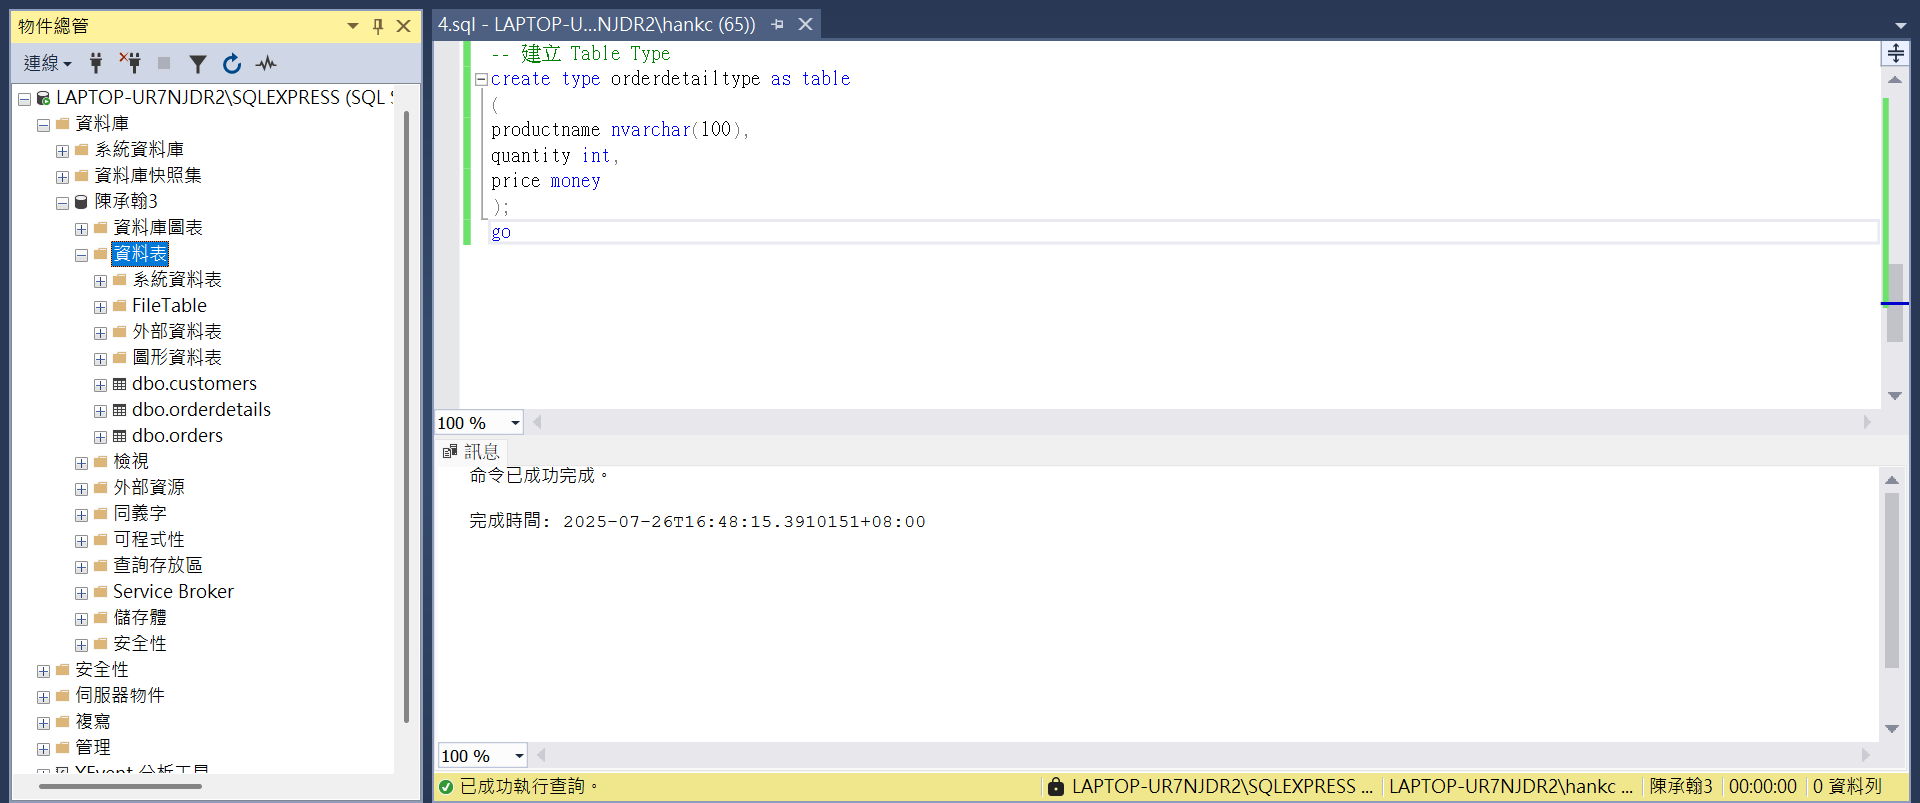 物件總管
連線
LAPTOP-UR7NJDR2\SQLEXPRESS (SQL S
資料庫
系統資料庫
資料庫快照集
陳承翰3
資料庫圖表
資料表
系統資料表
FileTable
外部資料表
圖形資料表
dbo.customers
dbo.orderdetails
dbo.orders
檢視
外部資源
同義字
可程式性
查詢存放區
Service Broker
儲存體
安全性
安全性
伺服器物件
複寫
管理
XEvent 分析工具
4.sql - LAPTOP-U...NJDR2\hankc (65))
-- 建立 Table Type
create type orderdetailtype as table
(
productname nvarchar(100),
quantity int,
price money
);
go
100 %
訊息
命令已成功完成。
完成時間: 2025-07-26T16:48:15.3910151+08:00
100 %
已成功執行查詢。 LAPTOP-UR7NJDR2\SQLEXPRESS ... LAPTOP-UR7NJDR2\hankc ... 陳承翰3 00:00:00 0 資料列